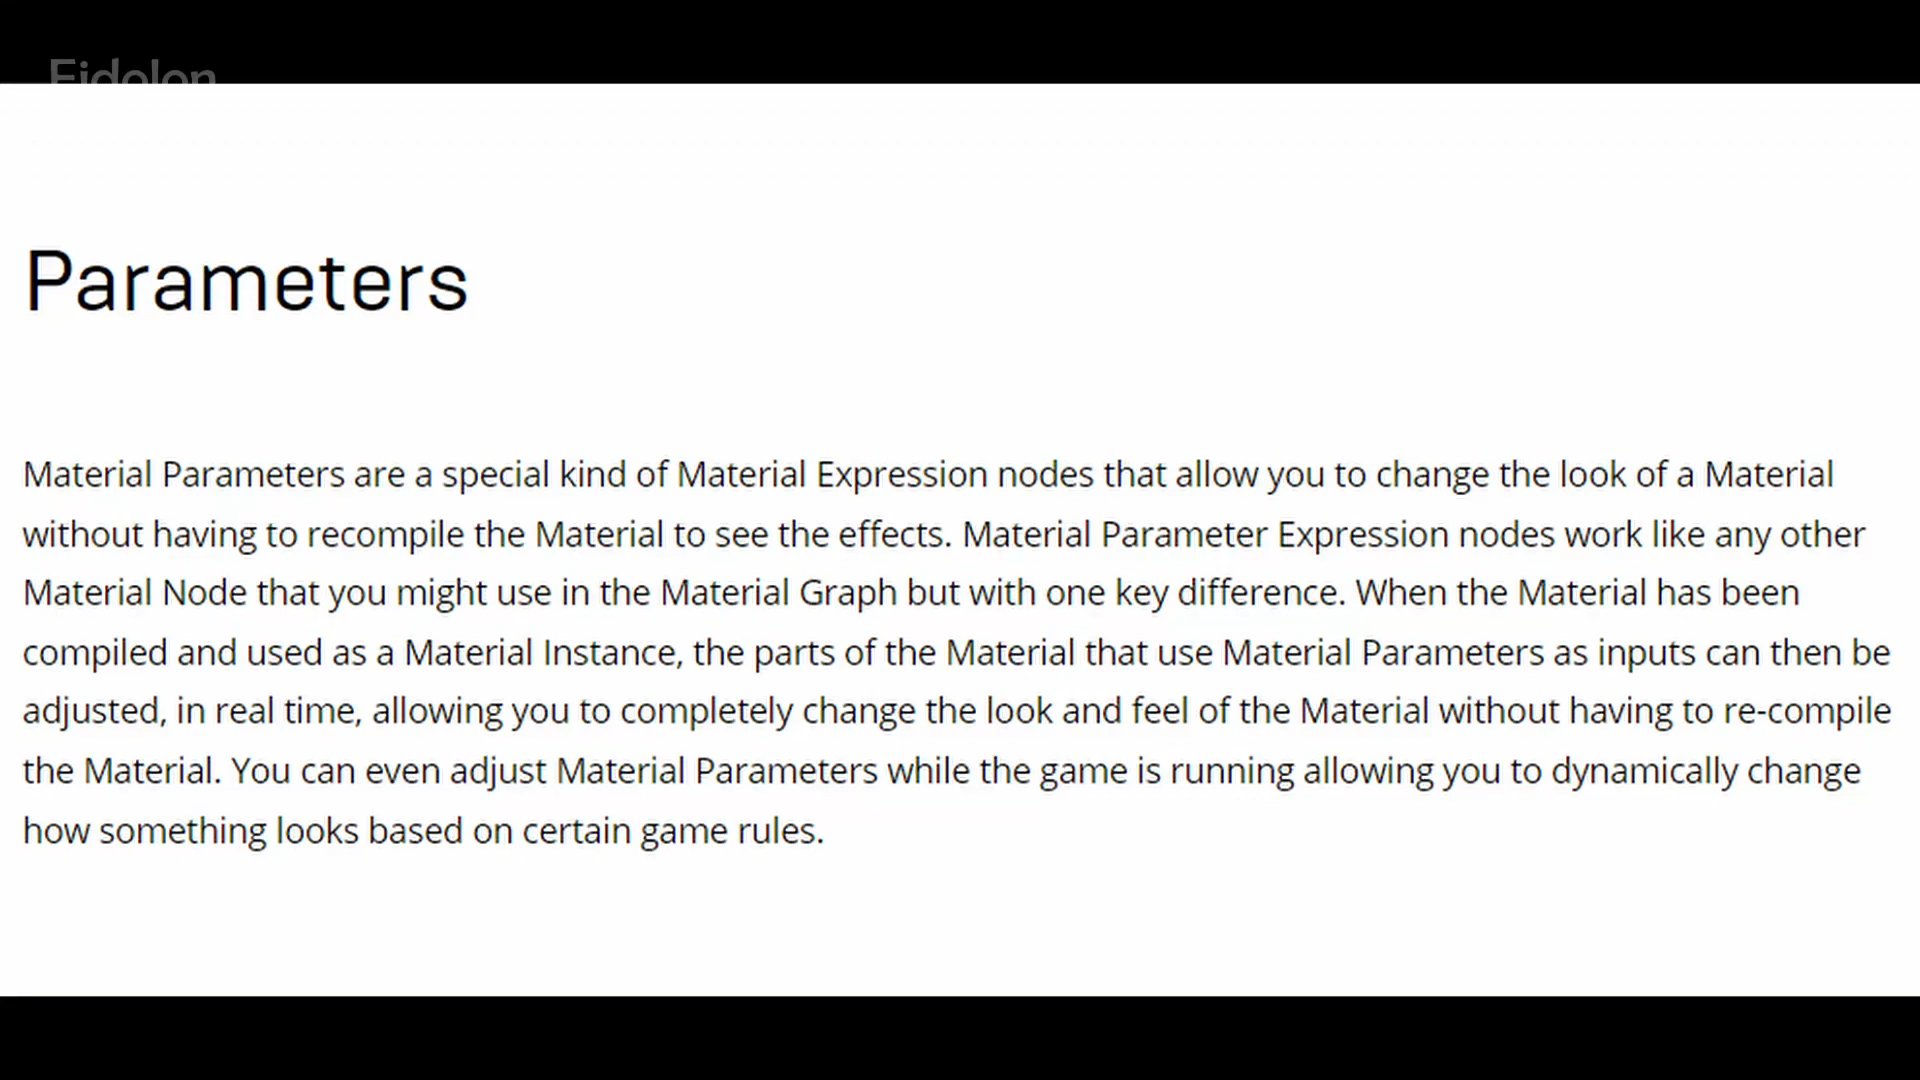 Eidolon
Parameters
Material Parameters are a special kind of Material Expression nodes that allow you to change the look of a Material
without having to recompile the Material to see the effects. Material Parameter Expression nodes work like any other
Material Node that you might use in the Material Graph but with one key difference. When the Material has been
compiled and used as a Material Instance, the parts of the Material that use Material Parameters as inputs can then be
adjusted, in real time, allowing you to completely change the look and feel of the Material without having to re-compile
the Material. You can even adjust Material Parameters while the game is running allowing you to dynamically change
how something looks based on certain game rules.